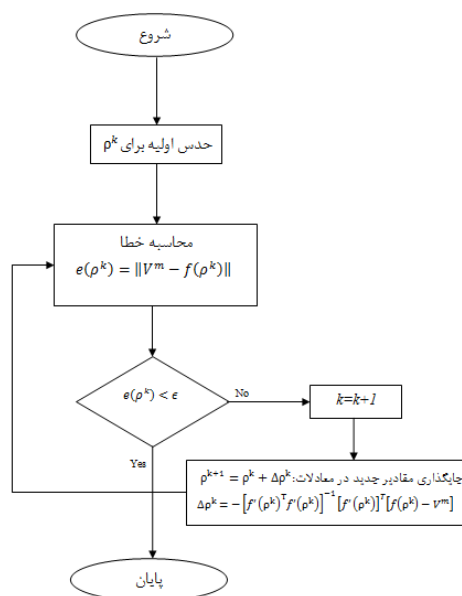 شروع
حدس اولیه برای ρᵏ
محاسبه خطا
e(ρᵏ) = ‖Vᵐ − f(ρᵏ)‖
e(ρᵏ) < ϵ
No
k=k+1
Yes
جایگذاری مقادیر جدید در معادلات: ρᵏ⁺¹ = ρᵏ + Δρᵏ
Δρᵏ = −[f′(ρᵏ)ᵀf′(ρᵏ)]⁻¹[f′(ρᵏ)]ᵀ[f(ρᵏ) − Vᵐ]
پایان